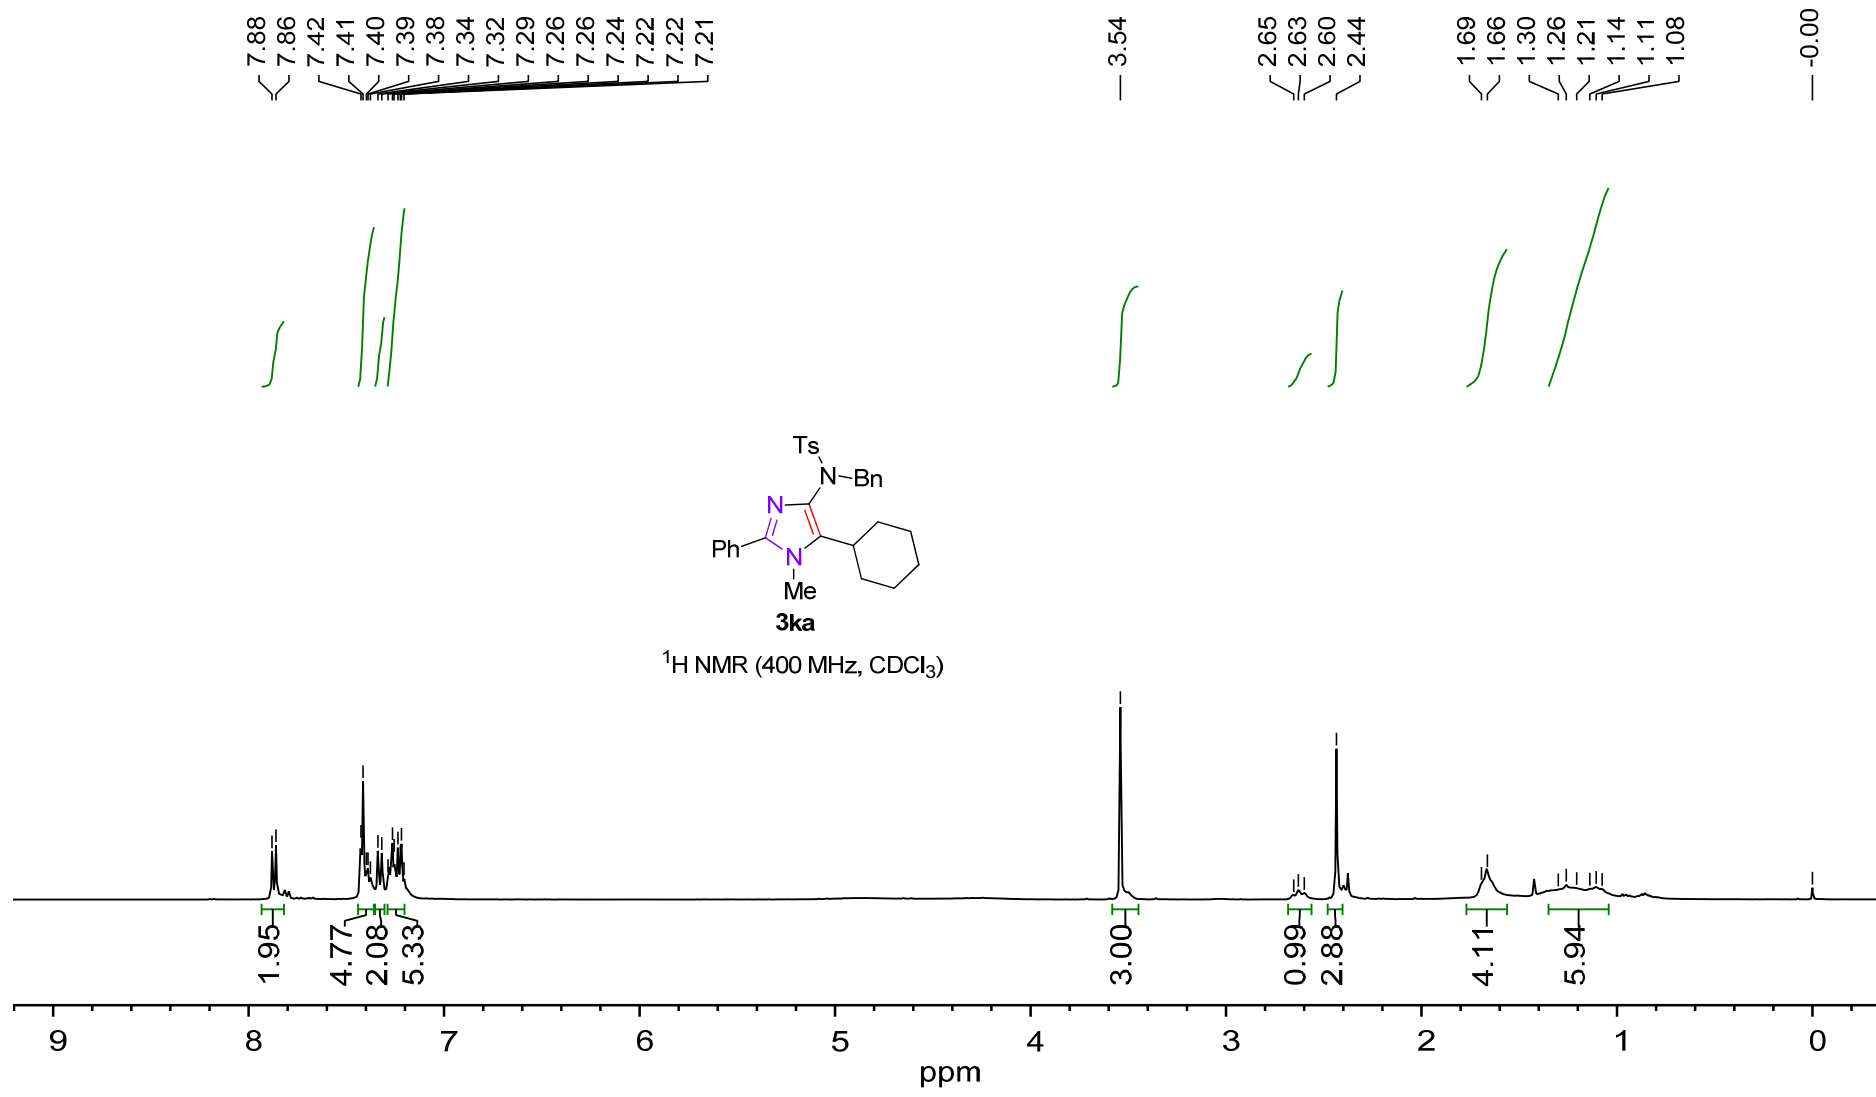 7.88 7.86 7.42 7.41 7.40 7.39 7.38 7.34 7.32 7.29 7.26 7.26 7.24 7.22 7.22 7.21 3.54 2.65 2.63 2.60 2.44 1.69 1.66 1.30 1.26 1.21 1.14 1.11 1.08 -0.00
Ts
N Bn
N
Ph N
Me
3ka
¹H NMR (400 MHz, CDCl₃)
1.95 4.77 2.08 5.33 3.00 0.99 2.88 4.11 5.94
9 8 7 6 5 4 3 2 1 0
ppm